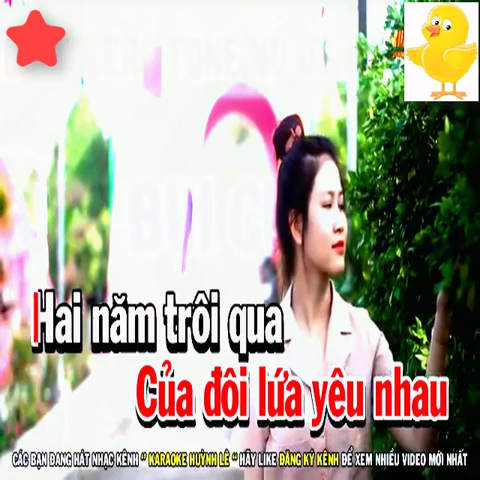 Hai năm trôi qua
Của đôi lứa yêu nhau
CÁC BẠN ĐANG HÁT NHẠC KÊNH " KARAOKE HUỲNH LÊ " HÃY LIKE ĐĂNG KÝ KÊNH ĐỂ XEM NHIỀU VIDEO MỚI NHẤT